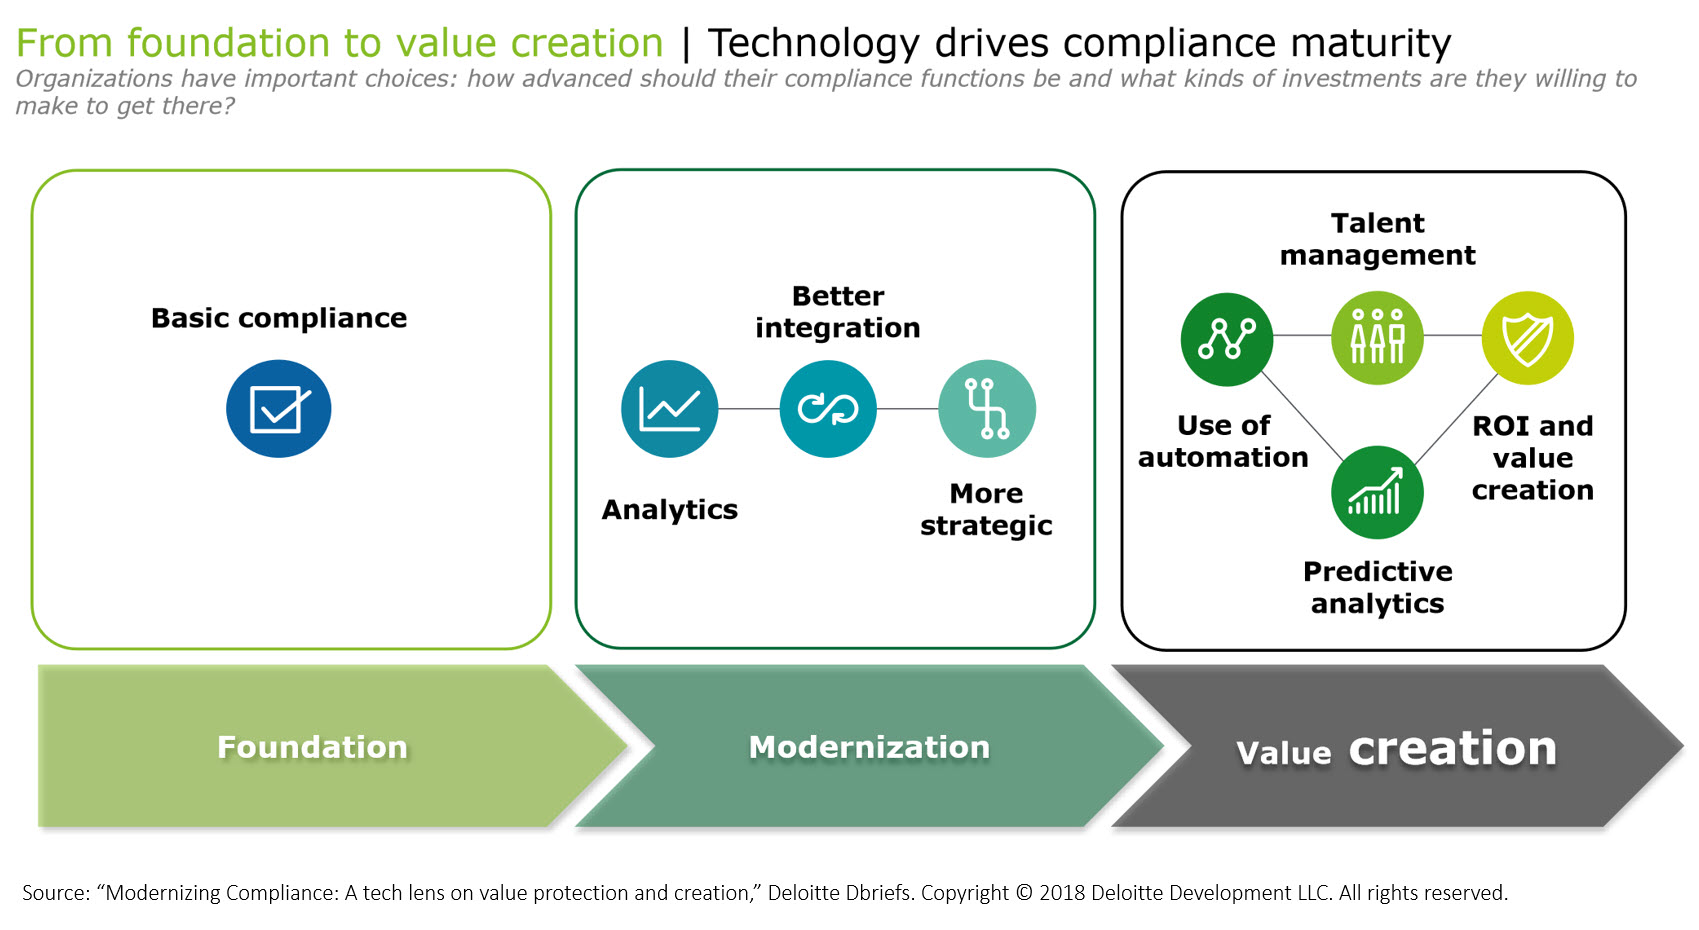 From foundation to value creation | Technology drives compliance maturity
Organizations have important choices: how advanced should their compliance functions be and what kinds of investments are they willing to
make to get there?
Basic compliance
Better
integration
Analytics
More
strategic
Talent
management
Use of
automation
ROI and
value
creation
Predictive
analytics
Foundation
Modernization
Value creation
Source: “Modernizing Compliance: A tech lens on value protection and creation,” Deloitte Dbriefs. Copyright © 2018 Deloitte Development LLC. All rights reserved.